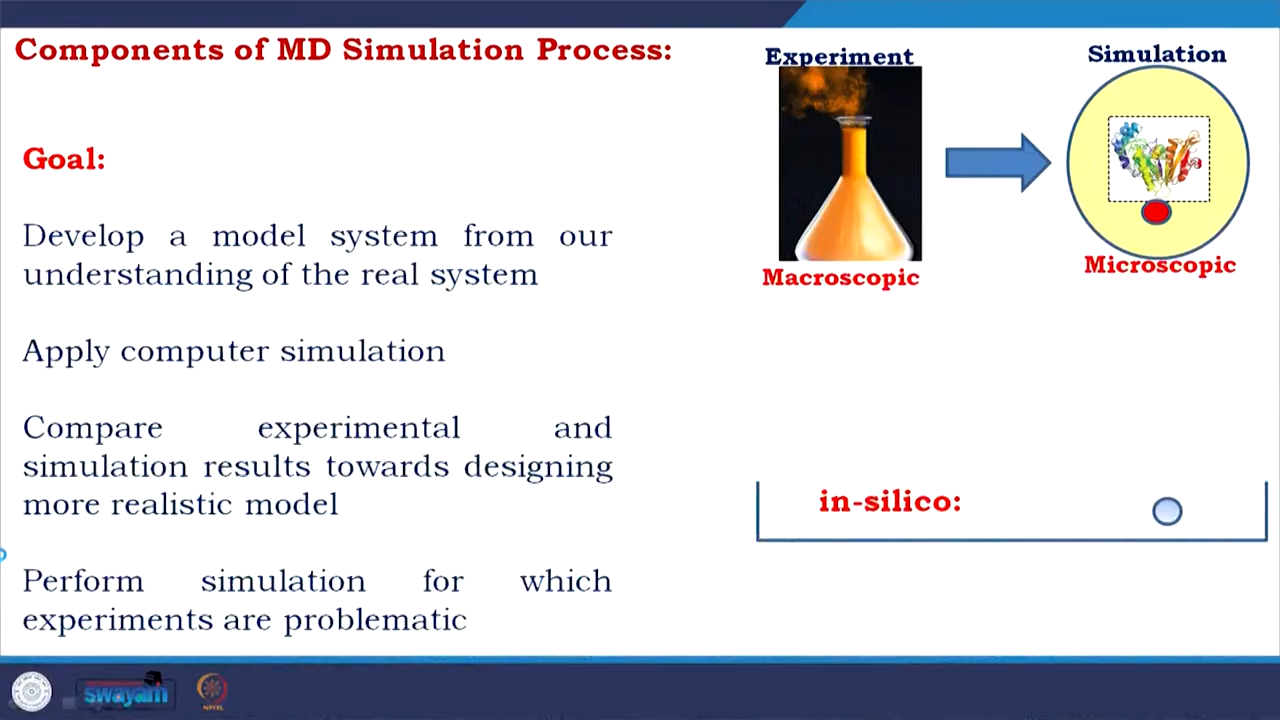 Components of MD Simulation Process:
Goal:
Develop a model system from our
understanding of the real system
Apply computer simulation
Compare experimental and
simulation results towards designing
more realistic model
Perform simulation for which
experiments are problematic
Experiment
Macroscopic
Simulation
Microscopic
in-silico:
swayam
NPTEL